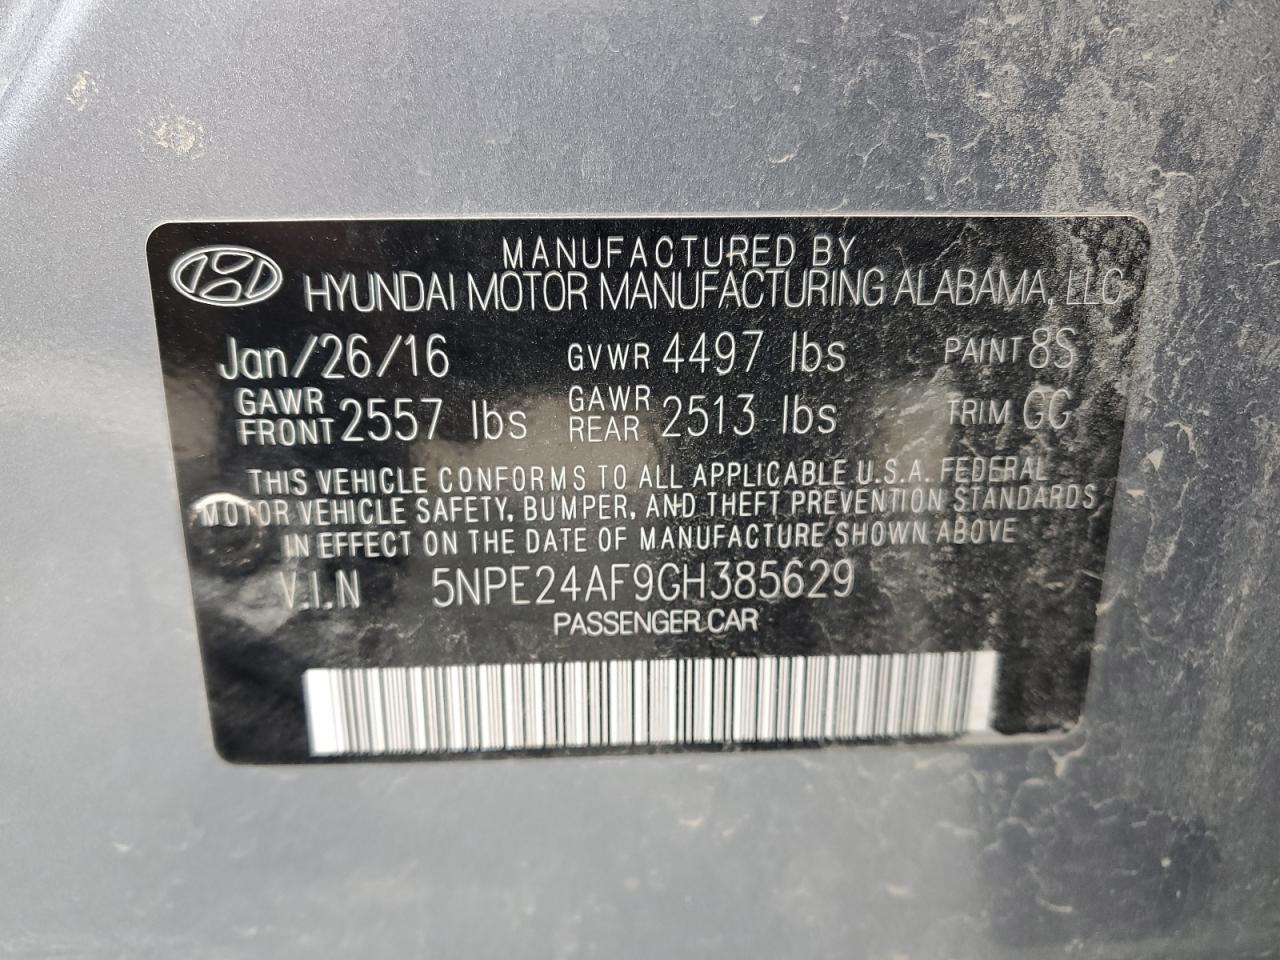 MANUFACTURED BY
HYUNDAI MOTOR MANUFACTURING ALABAMA, LLC
Jan/26/16 GVWR 4497 lbs PAINT 8S
GAWR FRONT 2557 lbs GAWR REAR 2513 lbs TRIM GG
THIS VEHICLE CONFORMS TO ALL APPLICABLE U.S.A. FEDERAL
MOTOR VEHICLE SAFETY, BUMPER, AND THEFT PREVENTION STANDARDS
IN EFFECT ON THE DATE OF MANUFACTURE SHOWN ABOVE
V.I.N 5NPE24AF9GH385629
PASSENGER CAR